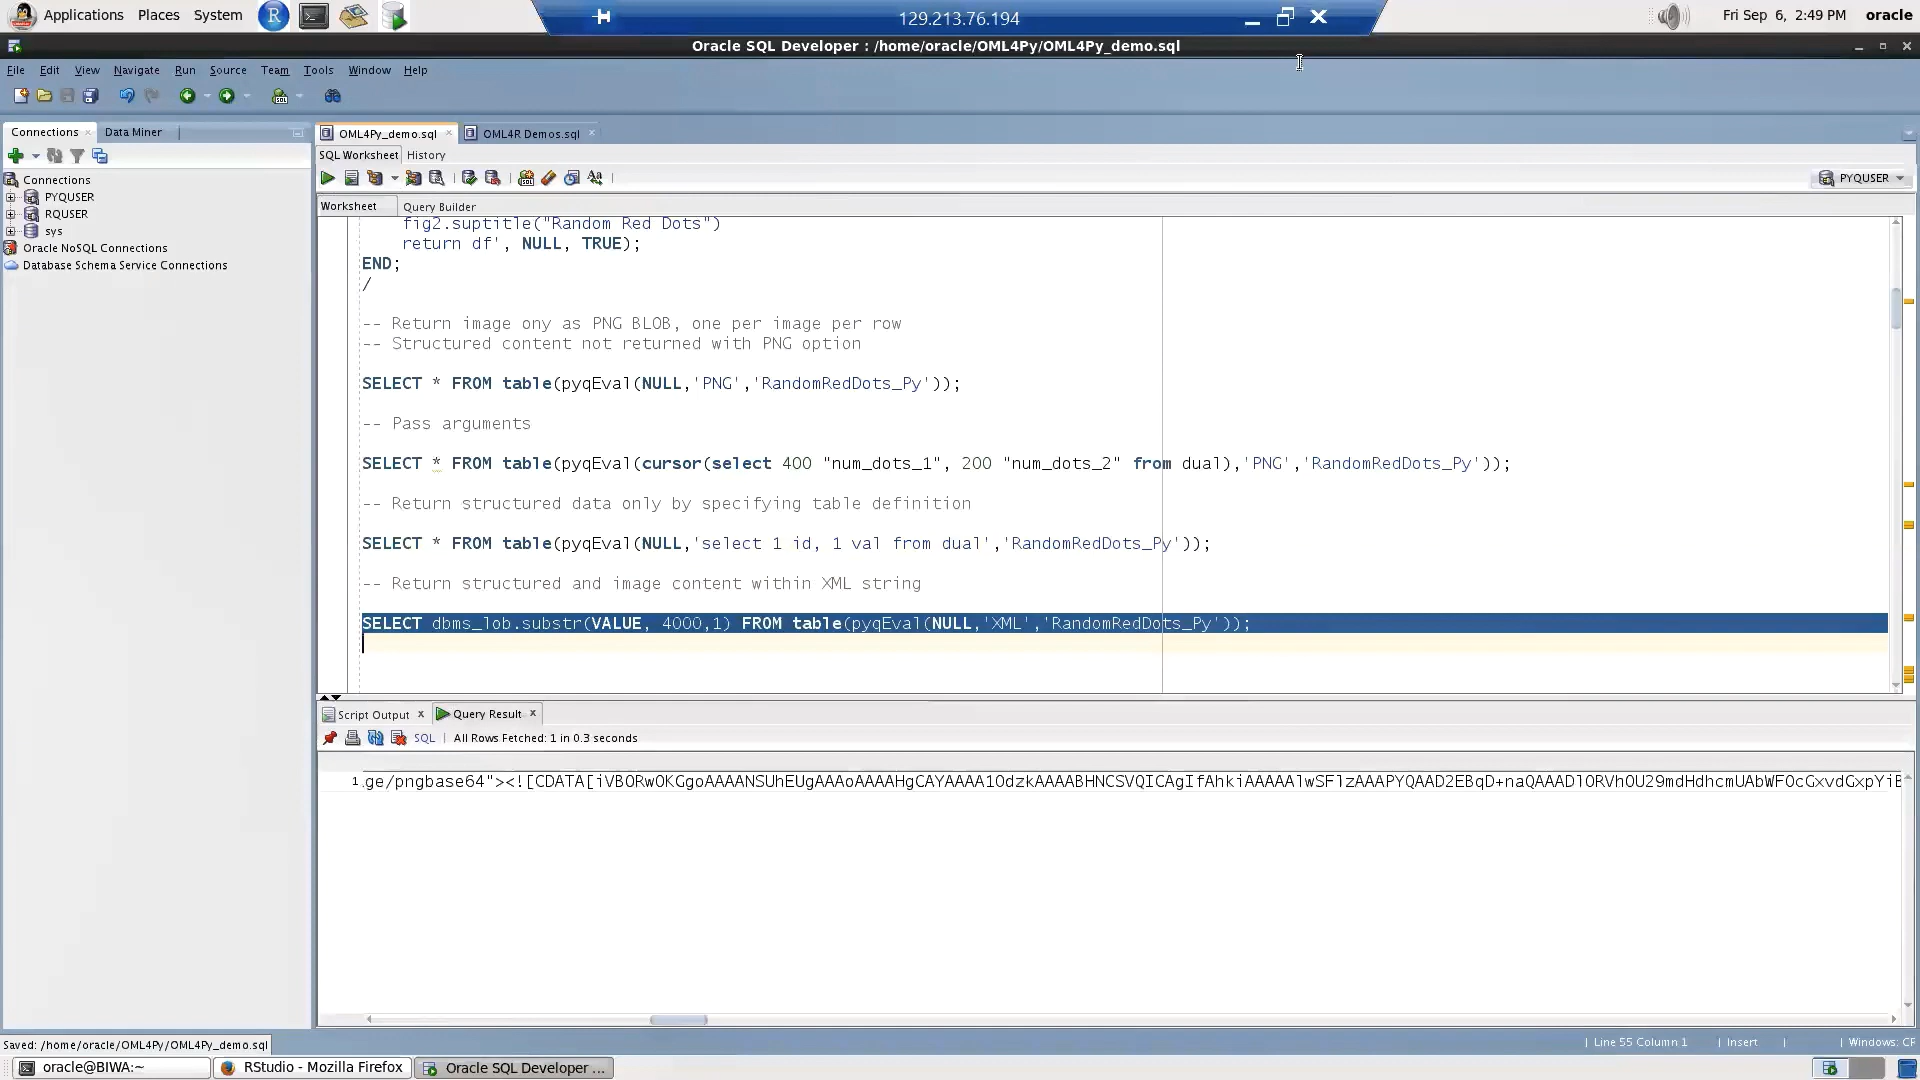 Applications Places System
129.213.76.194
Fri Sep 6, 2:49 PM oracle
Oracle SQL Developer : /home/oracle/OML4Py/OML4Py_demo.sql
File Edit View Navigate Run Source Team Tools Window Help
Connections Data Miner
OML4Py_demo.sql OML4R Demos.sql
SQL Worksheet History
PYQUSER
Connections
PYQUSER
RQUSER
sys
Oracle NoSQL Connections
Database Schema Service Connections
Worksheet Query Builder
fig2.suptitle("Random Red Dots")
return df', NULL, TRUE);
END;
/
-- Return image ony as PNG BLOB, one per image per row
-- Structured content not returned with PNG option
SELECT * FROM table(pyqEval(NULL,'PNG','RandomRedDots_Py'));
-- Pass arguments
SELECT * FROM table(pyqEval(cursor(select 400 "num_dots_1", 200 "num_dots_2" from dual),'PNG','RandomRedDots_Py'));
-- Return structured data only by specifying table definition
SELECT * FROM table(pyqEval(NULL,'select 1 id, 1 val from dual','RandomRedDots_Py'));
-- Return structured and image content within XML string
SELECT dbms_lob.substr(VALUE, 4000,1) FROM table(pyqEval(NULL,'XML','RandomRedDots_Py'));
Script Output Query Result
SQL All Rows Fetched: 1 in 0.3 seconds
1 ge/pngbase64"><![CDATA[iVBORw0KGgoAAAANSUhEUgAAAoAAAAHgCAYAAAA10dzkAAAABHNCSVQICAgIfAhkiAAAAAlwSFlzAAAPYQAAD2EBqD+naQAAADl0RVh0U29mdHdhcmUAbWF0cGxvdGxpYiB
Saved: /home/oracle/OML4Py/OML4Py_demo.sql
Line 55 Column 1 Insert Windows: CF
oracle@BIWA:~ RStudio - Mozilla Firefox Oracle SQL Developer ...